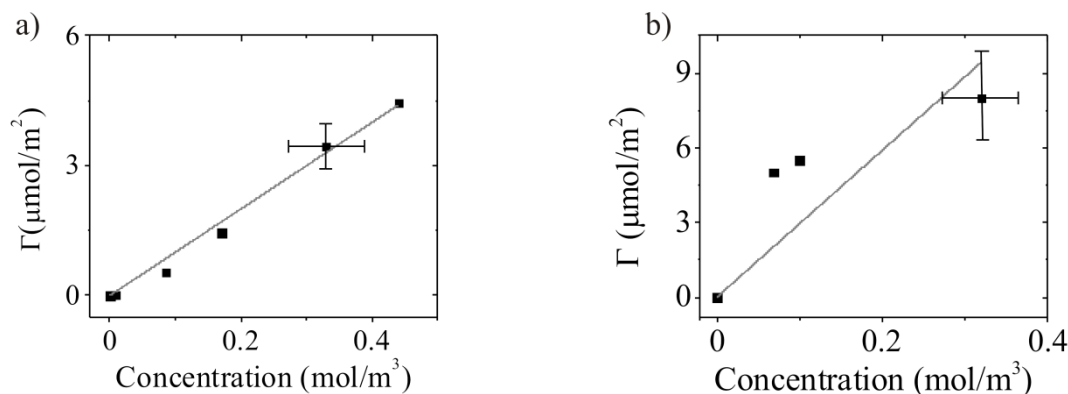 a)
6
3
0
Γ(μmol/m²)
0
0.2
0.4
Concentration (mol/m³)
b)
9
6
3
0
Γ (μmol/m²)
0
0.2
0.4
Concentration (mol/m³)